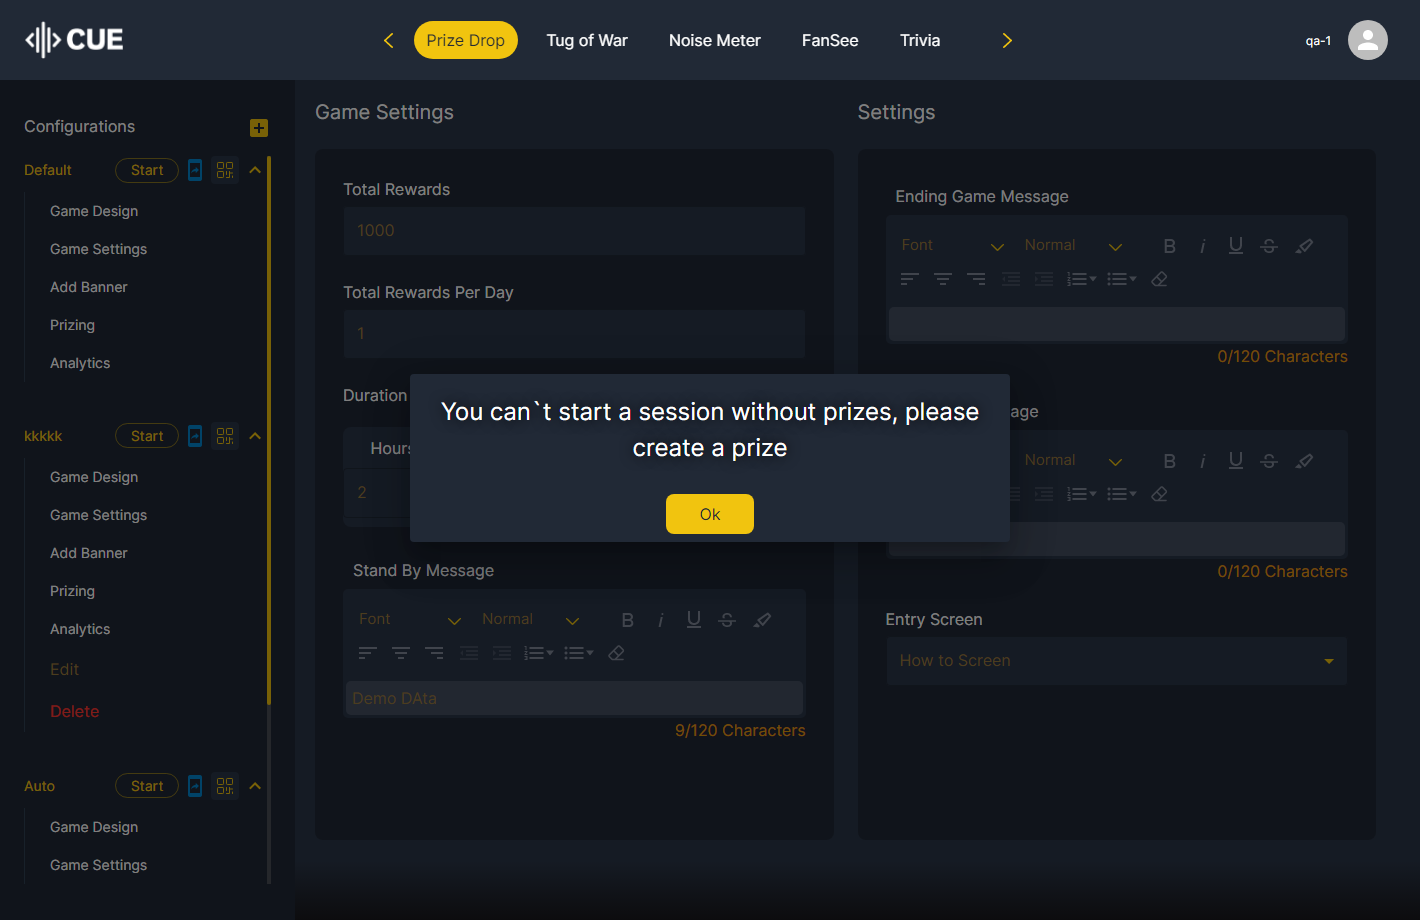 CUE
Prize Drop
Tug of War
Noise Meter
FanSee
Trivia
qa-1
Configurations
Default
Start
Game Design
Game Settings
Add Banner
Prizing
Analytics
kkkkk
Start
Game Design
Game Settings
Add Banner
Prizing
Analytics
Edit
Delete
Auto
Start
Game Design
Game Settings
Game Settings
Total Rewards
1000
Total Rewards Per Day
1
Duration
Hours
2
Stand By Message
Font
Normal
B i U S
Demo DAta
9/120 Characters
Settings
Ending Game Message
Font
Normal
B i U S
0/120 Characters
age
Normal
B i U S
0/120 Characters
Entry Screen
How to Screen
You can`t start a session without prizes, please
create a prize
Ok